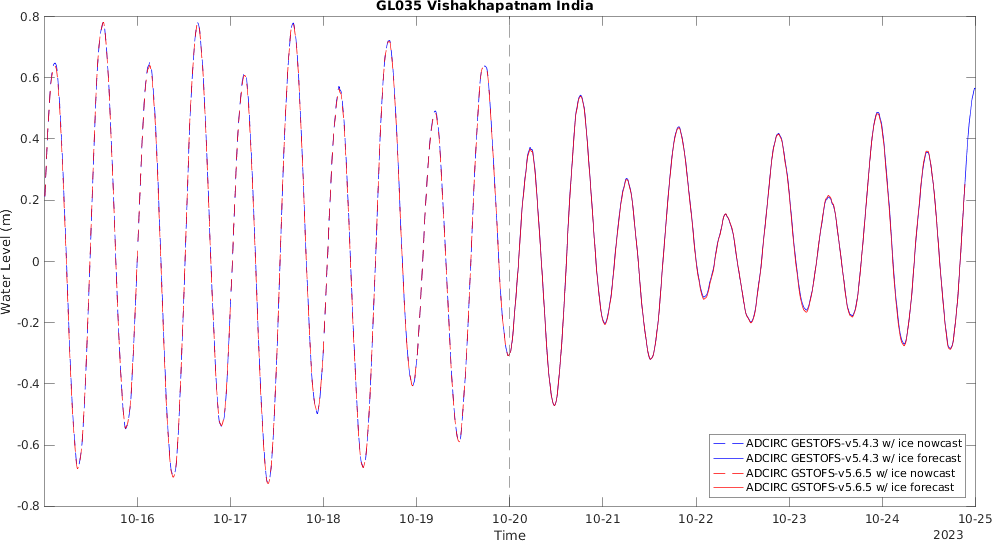 GL035 Vishakhapatnam India
0.8
0.6
0.4
0.2
0
-0.2
-0.4
-0.6
-0.8
Water Level (m)
10-16
10-17
10-18
10-19
10-20
10-21
10-22
10-23
10-24
10-25
Time
2023
ADCIRC GESTOFS-v5.4.3 w/ ice nowcast
ADCIRC GESTOFS-v5.4.3 w/ ice forecast
ADCIRC GSTOFS-v5.6.5 w/ ice nowcast
ADCIRC GSTOFS-v5.6.5 w/ ice forecast